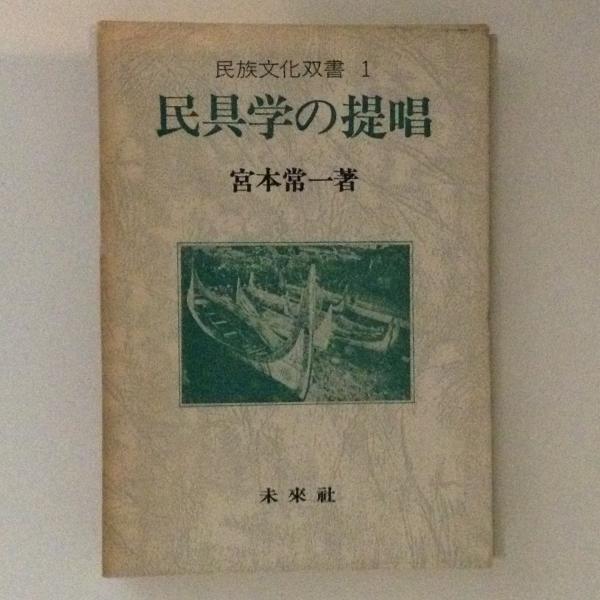 民族文化双書 1
民具学の提唱
宮本常一著
未來社